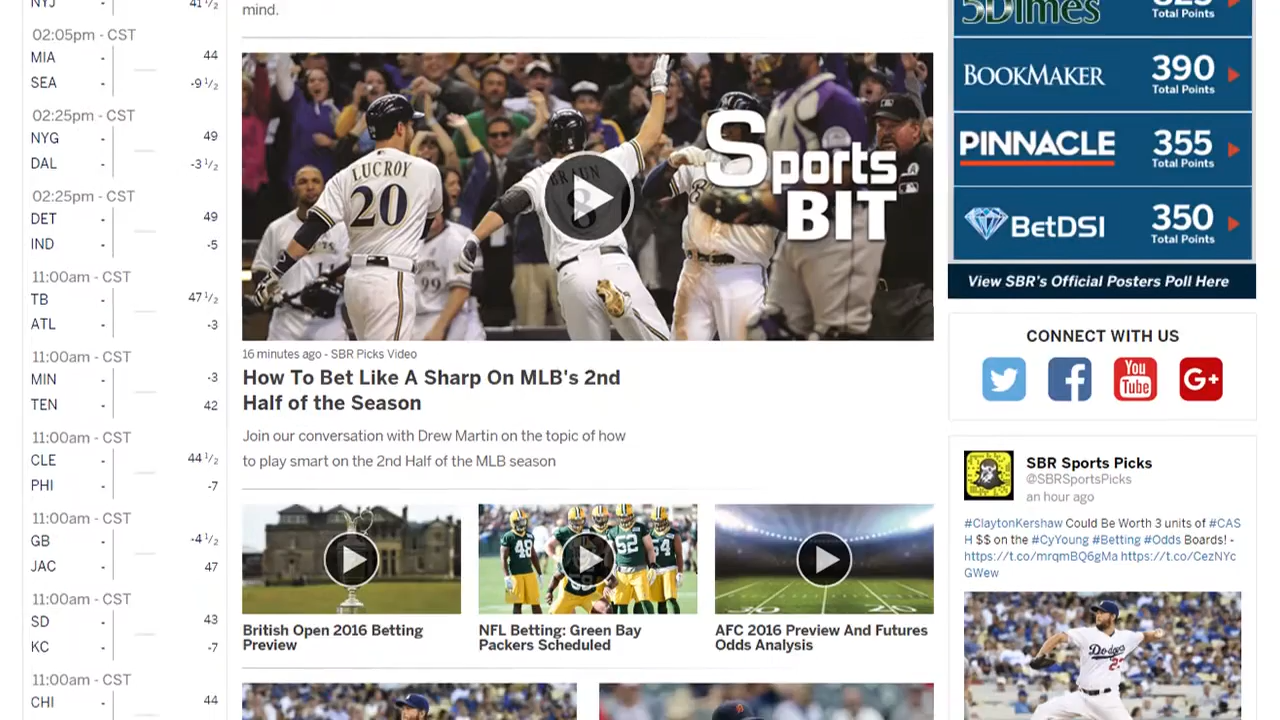 NYJ - 41 1/2
02:05pm - CST
MIA - 44
SEA - -9 1/2
02:25pm - CST
NYG - 49
DAL - -3 1/2
02:25pm - CST
DET - 49
IND - -5
11:00am - CST
TB - 47 1/2
ATL - -3
11:00am - CST
MIN - -3
TEN - 42
11:00am - CST
CLE - 44 1/2
PHI - -7
11:00am - CST
GB - -4 1/2
JAC - 47
11:00am - CST
SD - 43
KC - -7
11:00am - CST
CHI - 44
mind.
LUCROY
20
BRAUN
8
99
Sports
BIT
16 minutes ago - SBR Picks Video
How To Bet Like A Sharp On MLB's 2nd
Half of the Season
Join our conversation with Drew Martin on the topic of how
to play smart on the 2nd Half of the MLB season
48
52
64
30
20
British Open 2016 Betting
Preview
NFL Betting: Green Bay
Packers Scheduled
AFC 2016 Preview And Futures
Odds Analysis
5Dimes
Total Points
BOOKMAKER
390
Total Points
PINNACLE
355
Total Points
BETDSI
350
Total Points
View SBR's Official Posters Poll Here
CONNECT WITH US
You
Tube
G+
SBR Sports Picks
@SBRSportsPicks
an hour ago
#ClaytonKershaw Could Be Worth 3 units of #CAS
H $$ on the #CyYoung #Betting #Odds Boards! -
https://t.co/mrqmBQ6gMa https://t.co/CezNYc
GWew
Dodgers